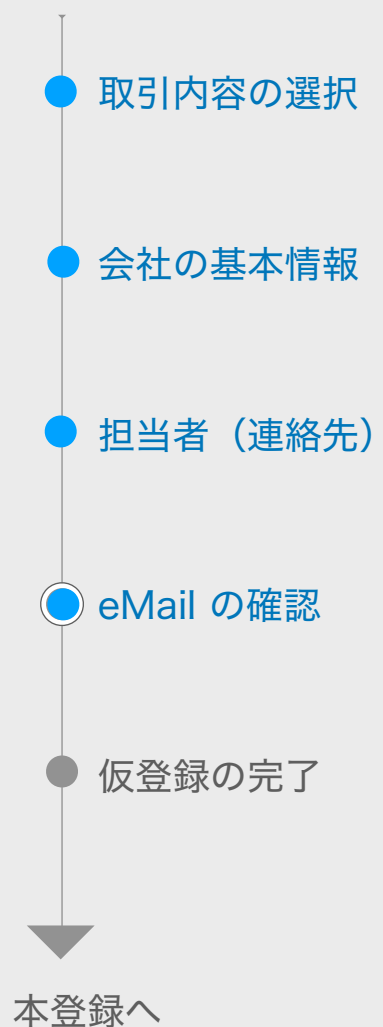 取引内容の選択
会社の基本情報
担当者（連絡先）
eMail の確認
仮登録の完了
本登録へ